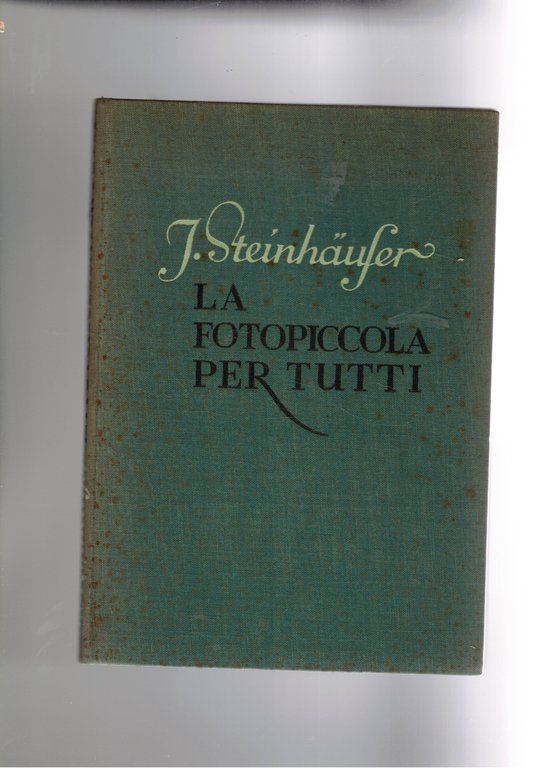 J. Steinhäuser
LA
FOTOPICCOLA
PER TUTTI